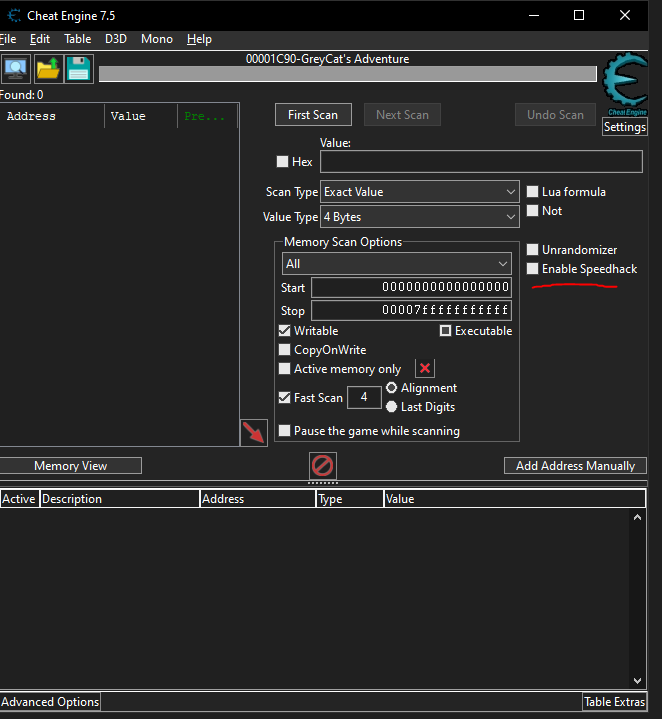 Cheat Engine 7.5
File Edit Table D3D Mono Help
00001C90-GreyCat's Adventure
Found: 0
Address Value Pre...
First Scan Next Scan Undo Scan
Cheat Engine
Settings
Value:
Hex
Scan Type Exact Value Lua formula
Value Type 4 Bytes Not
Memory Scan Options
All
Unrandomizer
Enable Speedhack
Start 0000000000000000
Stop 00007fffffffffff
Writable Executable
CopyOnWrite
Active memory only
Fast Scan 4 Alignment
Last Digits
Pause the game while scanning
Memory View Add Address Manually
Active Description Address Type Value
Advanced Options Table Extras